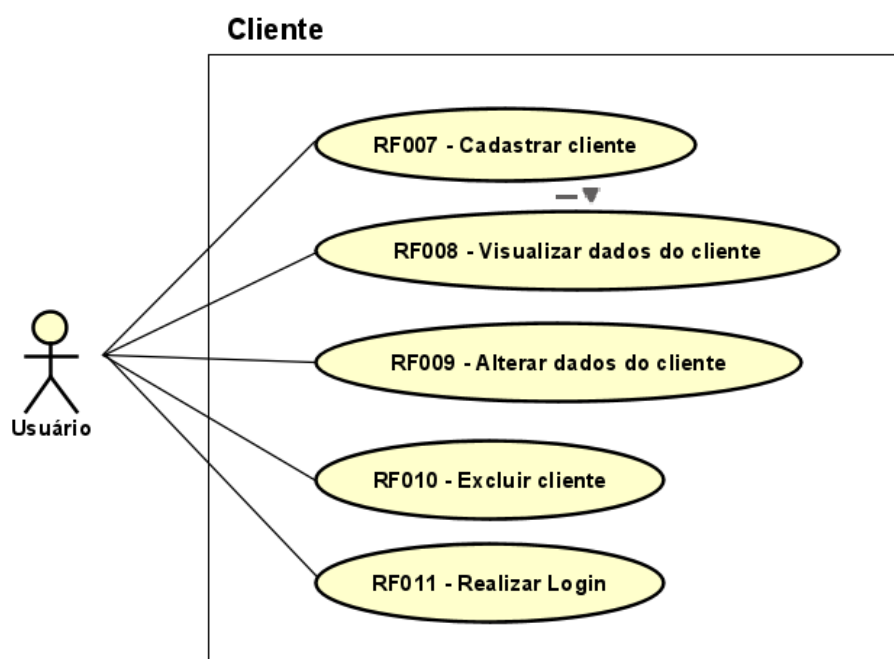 Cliente
RF007 - Cadastrar cliente
RF008 - Visualizar dados do cliente
RF009 - Alterar dados do cliente
Usuário
RF010 - Excluir cliente
RF011 - Realizar Login